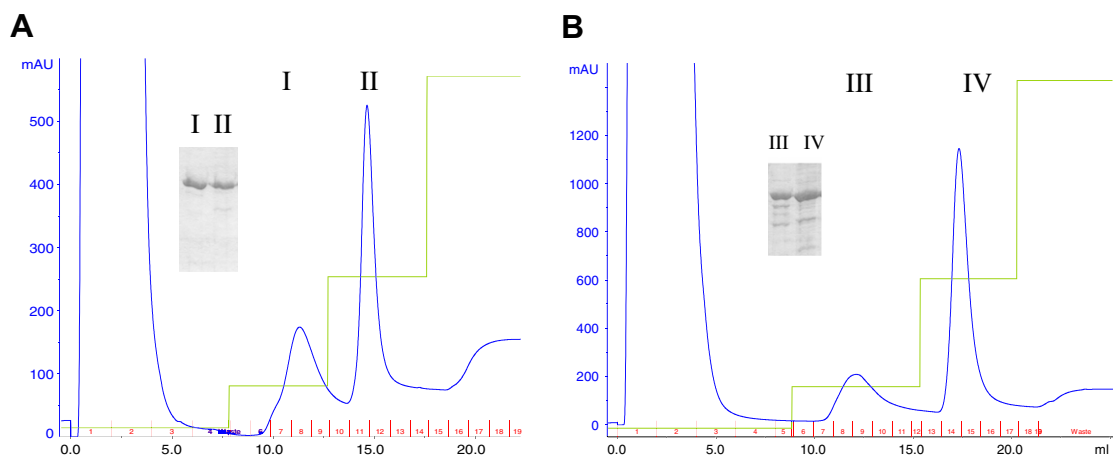 A
mAU
500
400
300
200
100
0
I II
I II
0.0 5.0 10.0 15.0 20.0
1 2 3 4 6 7 8 9 10 11 12 13 14 15 16 17 18 19
B
mAU
1200
1000
800
600
400
200
0
III IV
III IV
0.0 5.0 10.0 15.0 20.0 ml
1 2 3 4 5 6 7 8 9 10 11 12 13 14 15 16 17 18 Waste